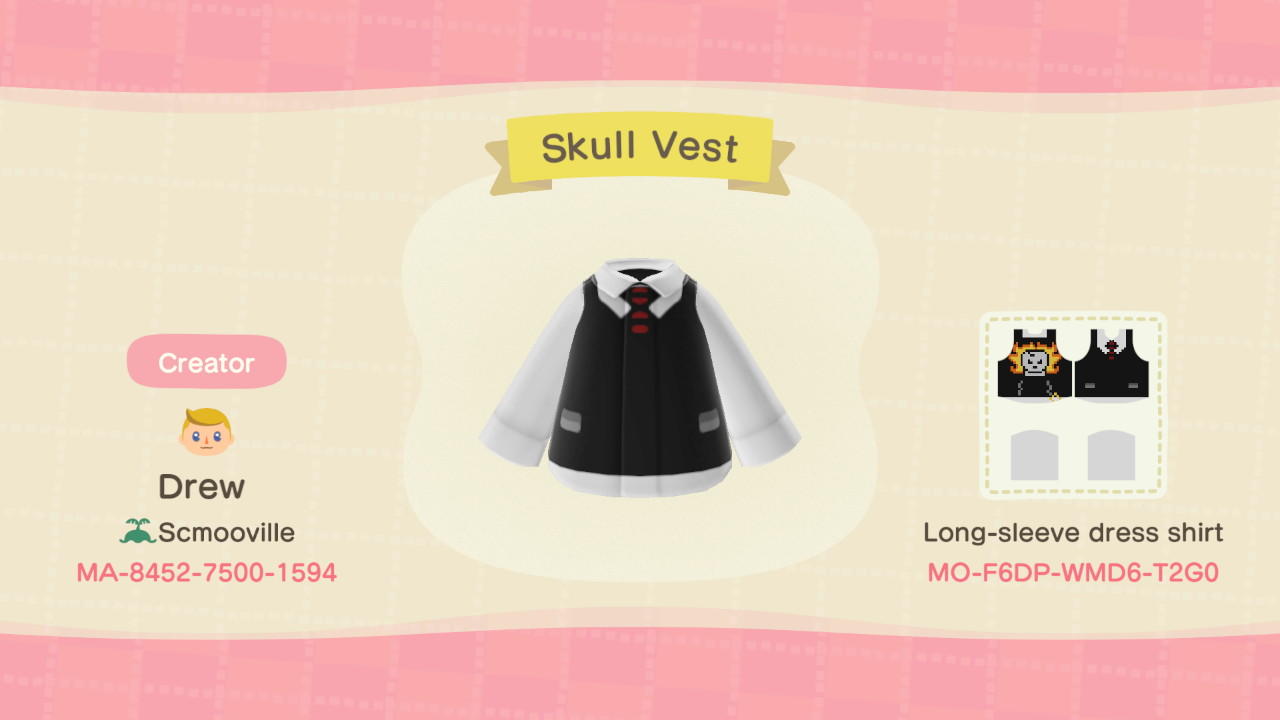 Skull Vest
Creator
Drew
Scmooville
MA-8452-7500-1594
Long-sleeve dress shirt
MO-F6DP-WMD6-T2G0